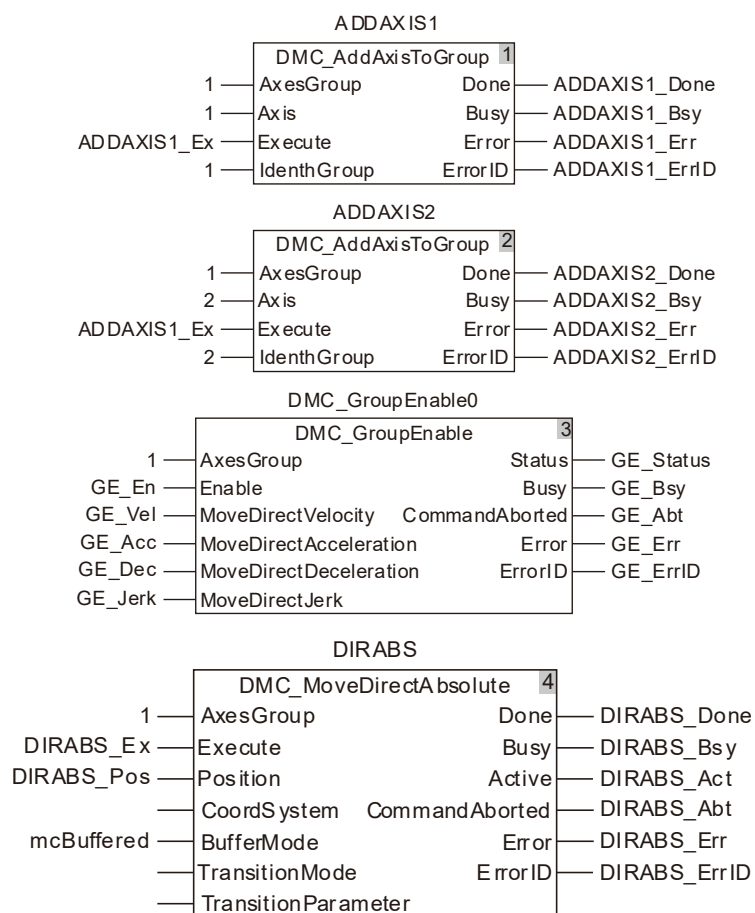 ADDAXIS1
DMC_AddAxisToGroup 1
1 AxesGroup Done ADDAXIS1_Done
1 Axis Busy ADDAXIS1_Bsy
ADDAXIS1_Ex Execute Error ADDAXIS1_Err
1 IdenthGroup ErrorID ADDAXIS1_ErrID
ADDAXIS2
DMC_AddAxisToGroup 2
1 AxesGroup Done ADDAXIS2_Done
2 Axis Busy ADDAXIS2_Bsy
ADDAXIS1_Ex Execute Error ADDAXIS2_Err
2 IdenthGroup ErrorID ADDAXIS2_ErrID
DMC_GroupEnable0
DMC_GroupEnable 3
1 AxesGroup Status GE_Status
GE_En Enable Busy GE_Bsy
GE_Vel MoveDirectVelocity CommandAborted GE_Abt
GE_Acc MoveDirectAcceleration Error GE_Err
GE_Dec MoveDirectDeceleration ErrorID GE_ErrID
GE_Jerk MoveDirectJerk
DIRABS
DMC_MoveDirectAbsolute 4
1 AxesGroup Done DIRABS_Done
DIRABS_Ex Execute Busy DIRABS_Bsy
DIRABS_Pos Position Active DIRABS_Act
CoordSystem CommandAborted DIRABS_Abt
mcBuffered BufferMode Error DIRABS_Err
TransitionMode ErrorID DIRABS_ErrID
TransitionParameter